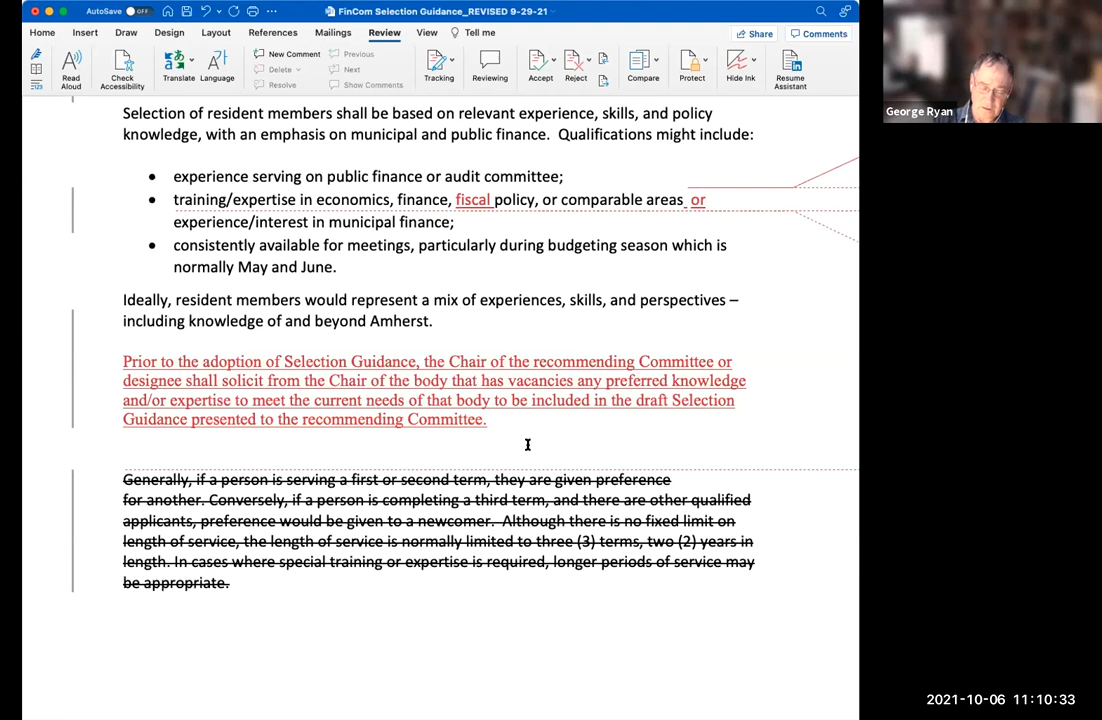 AutoSave OFF FinCom Selection Guidance_REVISED 9-29-21
Home Insert Draw Design Layout References Mailings Review View Tell me Share Comments
Read Aloud Check Accessibility Translate Language New Comment Delete Resolve Previous Next Show Comments Tracking Reviewing Accept Reject Compare Protect Hide Ink Resume Assistant
George Ryan
Selection of resident members shall be based on relevant experience, skills, and policy
knowledge, with an emphasis on municipal and public finance. Qualifications might include:
• experience serving on public finance or audit committee;
• training/expertise in economics, finance, fiscal policy, or comparable areas or
experience/interest in municipal finance;
• consistently available for meetings, particularly during budgeting season which is
normally May and June.
Ideally, resident members would represent a mix of experiences, skills, and perspectives –
including knowledge of and beyond Amherst.
Prior to the adoption of Selection Guidance, the Chair of the recommending Committee or
designee shall solicit from the Chair of the body that has vacancies any preferred knowledge
and/or expertise to meet the current needs of that body to be included in the draft Selection
Guidance presented to the recommending Committee.
Generally, if a person is serving a first or second term, they are given preference
for another. Conversely, if a person is completing a third term, and there are other qualified
applicants, preference would be given to a newcomer. Although there is no fixed limit on
length of service, the length of service is normally limited to three (3) terms, two (2) years in
length. In cases where special training or expertise is required, longer periods of service may
be appropriate.
2021-10-06 11:10:33